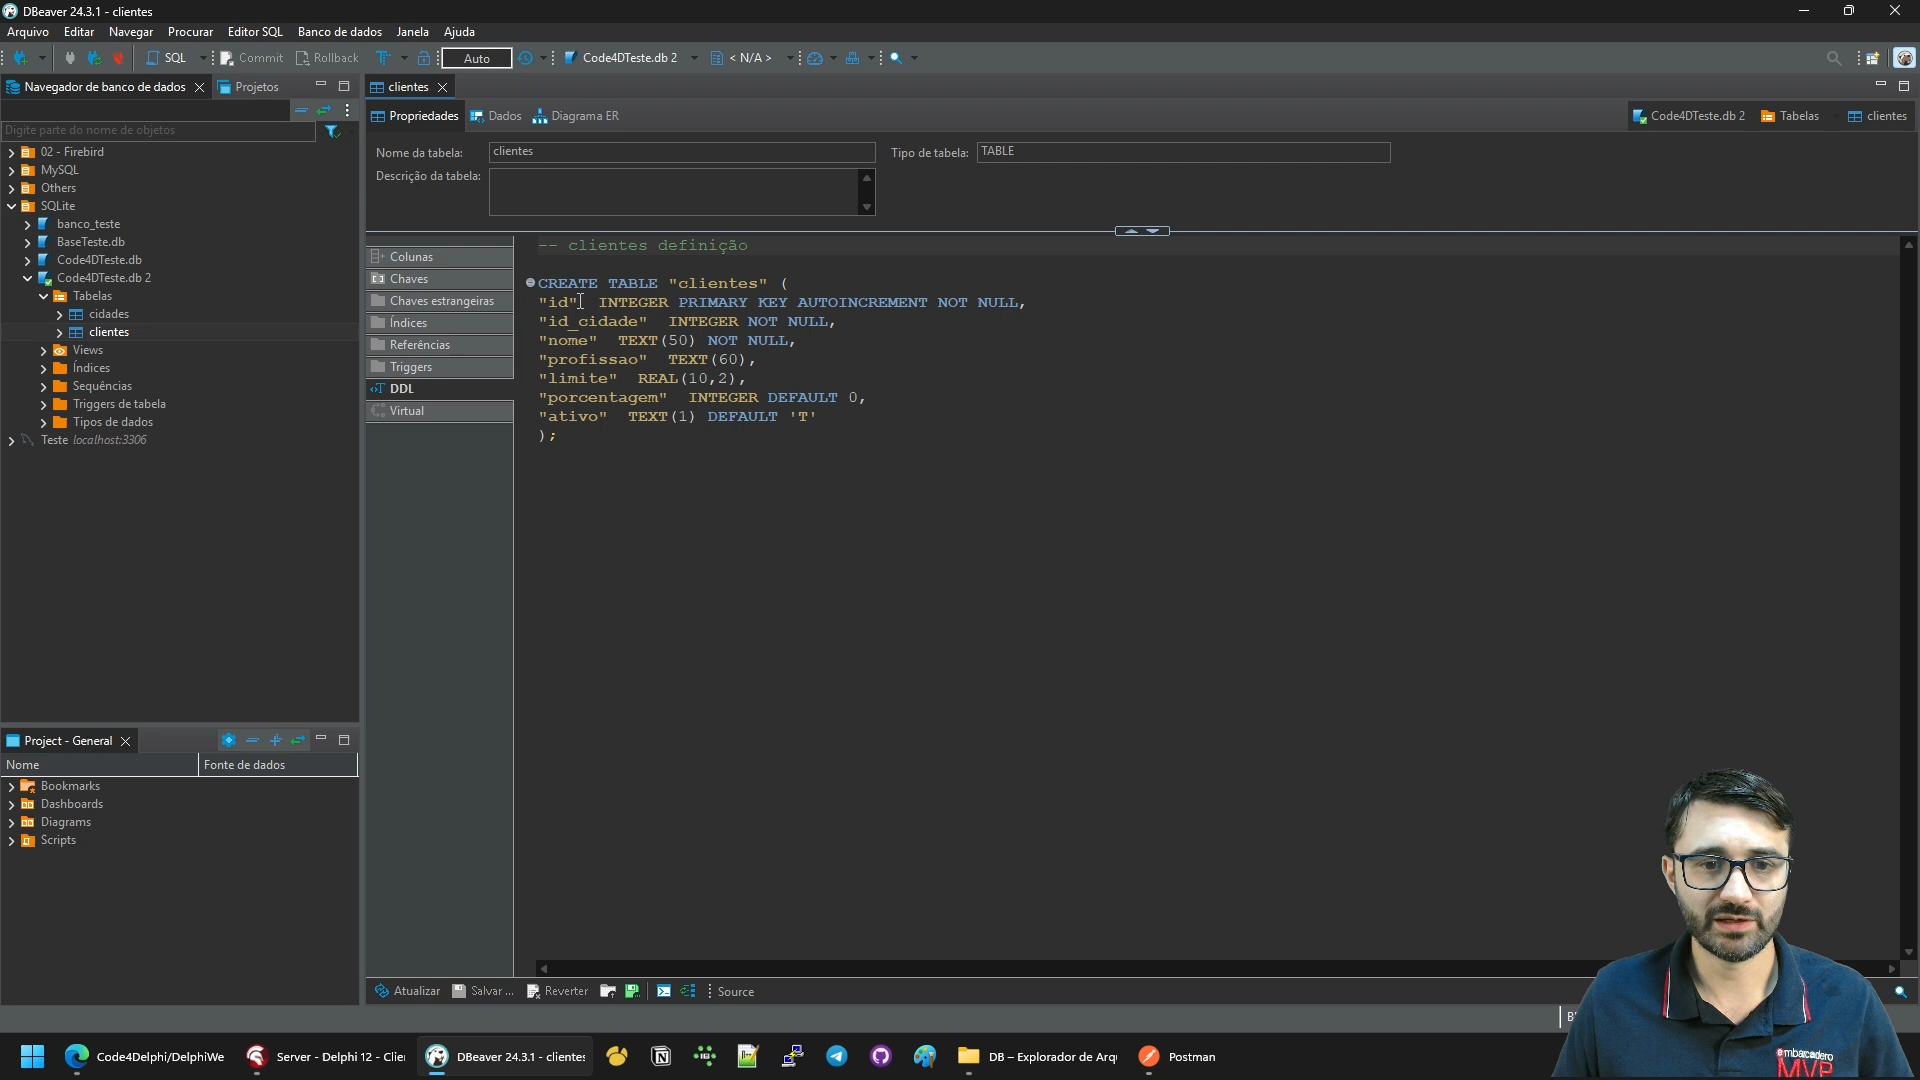 DBeaver 24.3.1 - clientes
Arquivo Editar Navegar Procurar Editor SQL Banco de dados Janela Ajuda
SQL Commit Rollback Auto Code4DTeste.db 2 < N/A >
Navegador de banco de dados Projetos
clientes
Digite parte do nome de objetos
02 - Firebird
MySQL
Others
SQLite
banco_teste
BaseTeste.db
Code4DTeste.db
Code4DTeste.db 2
Tabelas
cidades
clientes
Views
Índices
Sequências
Triggers de tabela
Tipos de dados
Teste localhost:3306
Propriedades Dados Diagrama ER
Code4DTeste.db 2 Tabelas clientes
Nome da tabela: clientes
Tipo de tabela: TABLE
Descrição da tabela:
Colunas
Chaves
Chaves estrangeiras
Índices
Referências
Triggers
DDL
Virtual
-- clientes definição
CREATE TABLE "clientes" (
"id" INTEGER PRIMARY KEY AUTOINCREMENT NOT NULL,
"id_cidade" INTEGER NOT NULL,
"nome" TEXT(50) NOT NULL,
"profissao" TEXT(60),
"limite" REAL(10,2),
"porcentagem" INTEGER DEFAULT 0,
"ativo" TEXT(1) DEFAULT 'T'
);
Project - General
Nome Fonte de dados
Bookmarks
Dashboards
Diagrams
Scripts
Atualizar Salvar ... Reverter Source
Code4Delphi/DelphiWe
Server - Delphi 12 - Clie
DBeaver 24.3.1 - clientes
DB – Explorador de Arq
Postman
embarcadero
MVP